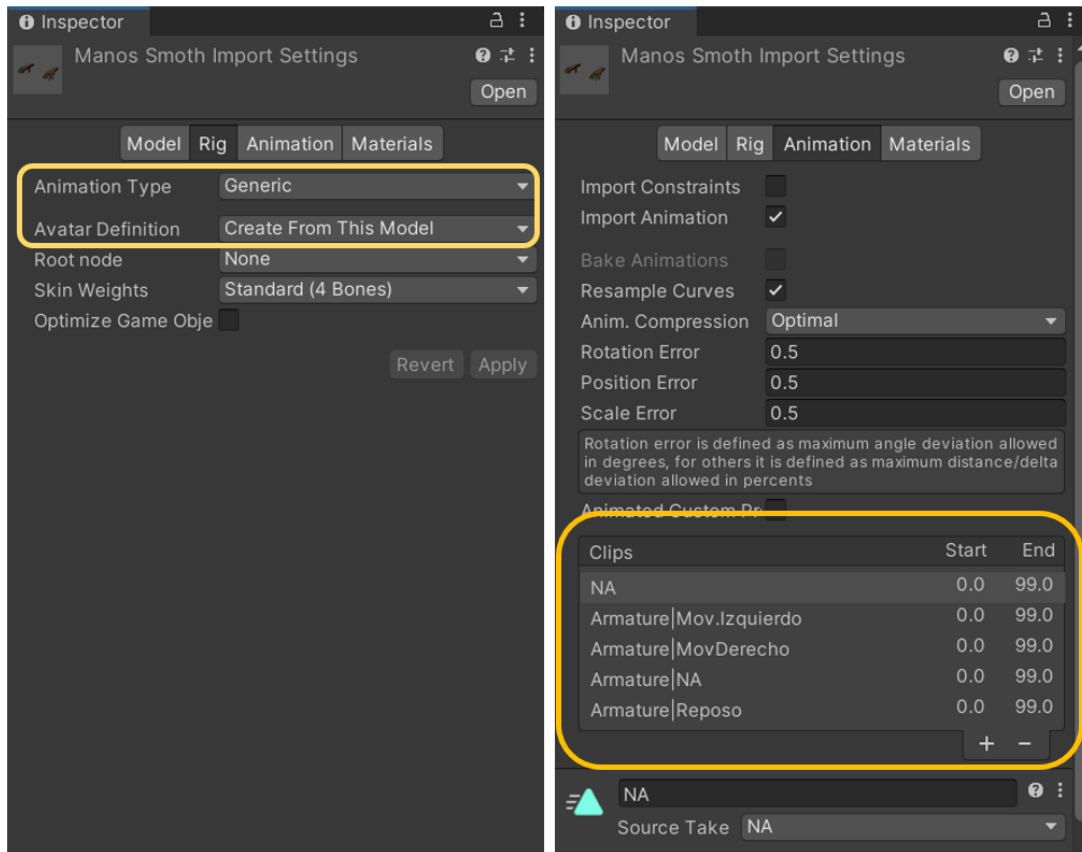 Inspector
Manos Smoth Import Settings
Open
Model Rig Animation Materials
Animation Type Generic
Avatar Definition Create From This Model
Root node None
Skin Weights Standard (4 Bones)
Optimize Game Obje
Revert Apply
Inspector
Manos Smoth Import Settings
Open
Model Rig Animation Materials
Import Constraints
Import Animation
Bake Animations
Resample Curves
Anim. Compression Optimal
Rotation Error 0.5
Position Error 0.5
Scale Error 0.5
Rotation error is defined as maximum angle deviation allowed
in degrees, for others it is defined as maximum distance/delta
deviation allowed in percents
Animated Custom Pr
Clips Start End
NA 0.0 99.0
Armature|Mov.Izquierdo 0.0 99.0
Armature|MovDerecho 0.0 99.0
Armature|NA 0.0 99.0
Armature|Reposo 0.0 99.0
+ −
NA
Source Take NA